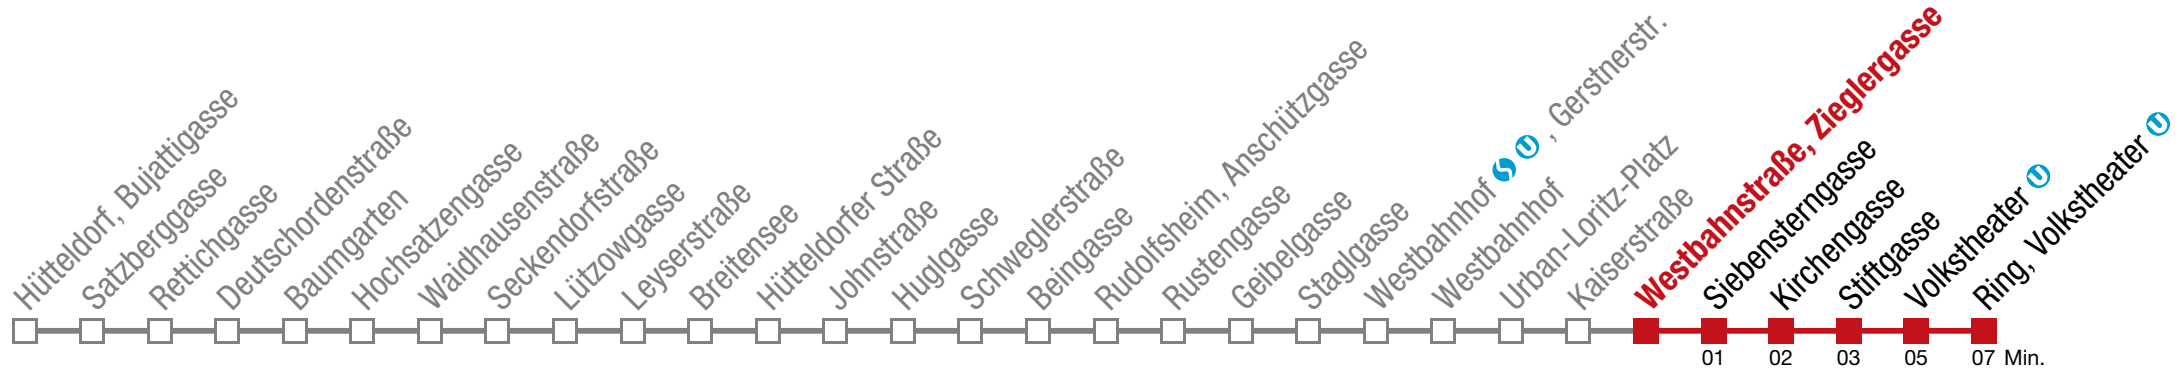 Hütteldorf, Bujattigasse
Satzberggasse
Rettichgasse
Deutschordenstraße
Baumgarten
Hochsatzengasse
Waidhausenstraße
Seckendorfstraße
Lützowgasse
Leyserstraße
Breitensee
Hütteldorfer Straße
Johnstraße
Huglgasse
Schweglerstraße
Beingasse
Rudolfsheim, Anschützgasse
Rustengasse
Geibelgasse
Staglgasse
Westbahnhof S U , Gerstnerstr.
Westbahnhof
Urban-Loritz-Platz
Kaiserstraße
Westbahnstraße, Zieglergasse
Siebensterngasse
Kirchengasse
Stiftgasse
Volkstheater U
Ring, Volkstheater U
01 02 03 05 07 Min.